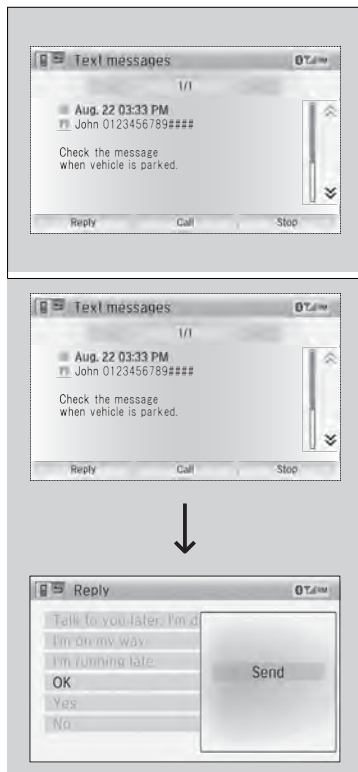 Text messages
1/1
Aug. 22 03:33 PM
John 0123456789####
Check the message
when vehicle is parked.
Reply Call Stop
Text messages
1/1
Aug. 22 03:33 PM
John 0123456789####
Check the message
when vehicle is parked.
Reply Call Stop
Reply
Talk to you later, I'm d
I'm on my way.
I'm running late.
OK
Yes
No
Send